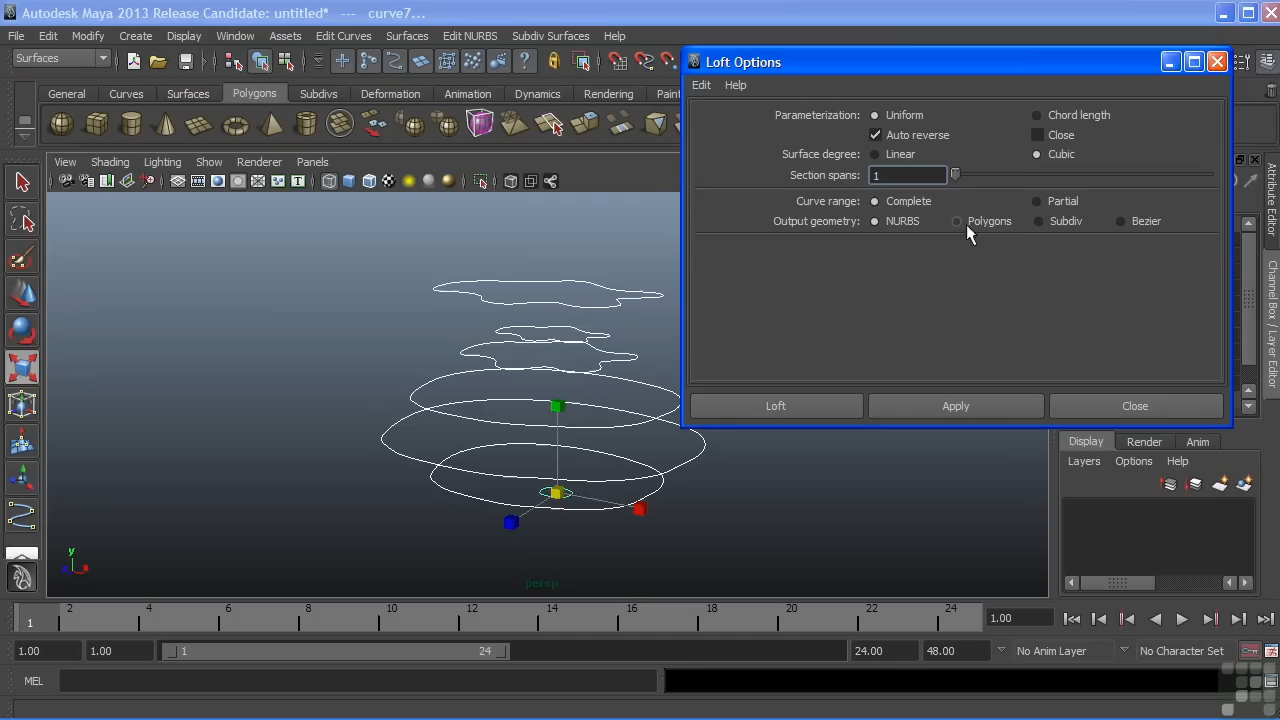 Autodesk Maya 2013 Release Candidate: untitled*   ---   curve7...
File Edit Modify Create Display Window Assets Edit Curves Surfaces Edit NURBS Subdiv Surfaces Help
Surfaces
General Curves Surfaces Polygons Subdivs Deformation Animation Dynamics Rendering Paint
View Shading Lighting Show Renderer Panels
Loft Options
Edit Help
Parameterization: Uniform Chord length
Auto reverse Close
Surface degree: Linear Cubic
Section spans: 1
Curve range: Complete Partial
Output geometry: NURBS Polygons Subdiv Bezier
Loft Apply Close
Attribute Editor
Channel Box / Layer Editor
Display Render Anim
Layers Options Help
y
x
persp
1 2 4 6 8 10 12 14 16 18 20 22 24 1.00
1.00 1.00 1 24 24.00 48.00 No Anim Layer No Character Set
MEL